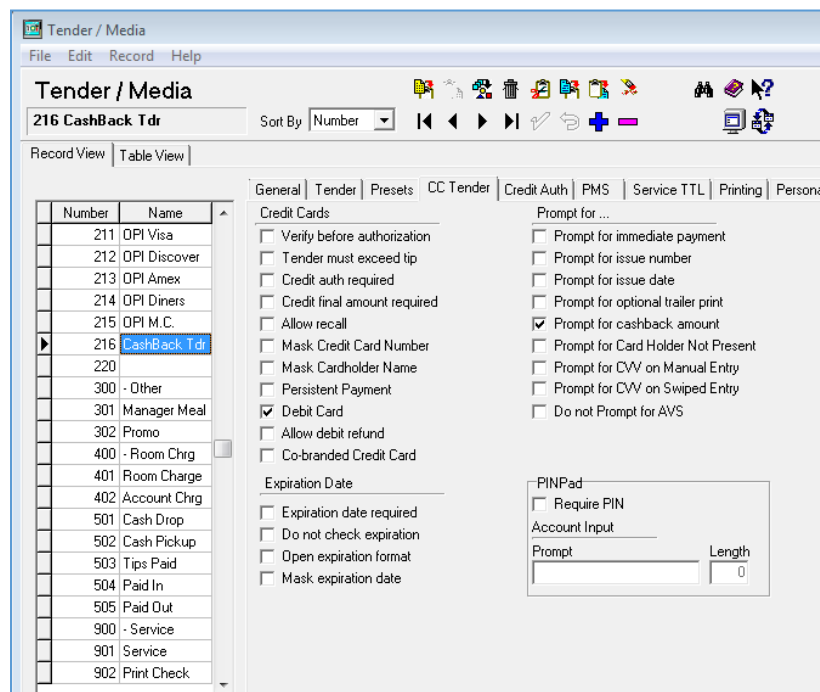 Tender / Media
File Edit Record Help
Tender / Media
216 CashBack Tdr
Sort By Number
Record View Table View
General Tender Presets CC Tender Credit Auth PMS Service TTL Printing Persona
Number Name
211 OPI Visa
212 OPI Discover
213 OPI Amex
214 OPI Diners
215 OPI M.C.
216 CashBack Tdr
220
300 - Other
301 Manager Meal
302 Promo
400 - Room Chrg
401 Room Charge
402 Account Chrg
501 Cash Drop
502 Cash Pickup
503 Tips Paid
504 Paid In
505 Paid Out
900 - Service
901 Service
902 Print Check
Credit Cards
Verify before authorization
Tender must exceed tip
Credit auth required
Credit final amount required
Allow recall
Mask Credit Card Number
Mask Cardholder Name
Persistent Payment
Debit Card
Allow debit refund
Co-branded Credit Card
Expiration Date
Expiration date required
Do not check expiration
Open expiration format
Mask expiration date
Prompt for ...
Prompt for immediate payment
Prompt for issue number
Prompt for issue date
Prompt for optional trailer print
Prompt for cashback amount
Prompt for Card Holder Not Present
Prompt for CVV on Manual Entry
Prompt for CVV on Swiped Entry
Do not Prompt for AVS
PINPad
Require PIN
Account Input
Prompt Length
0